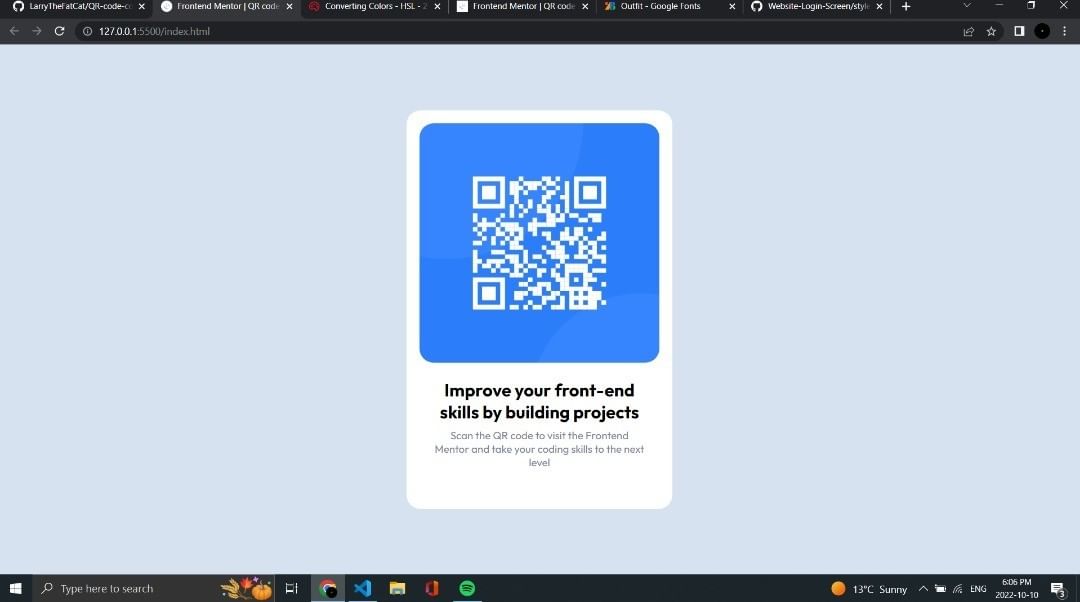 LarryTheFatCat/QR-code-co
Frontend Mentor | QR code
Converting Colors - HSL - 2
Frontend Mentor | QR code
Outfit - Google Fonts
Website-Login-Screen/style
127.0.0.1:5500/index.html
Improve your front-end
skills by building projects
Scan the QR code to visit the Frontend
Mentor and take your coding skills to the next
level
Type here to search
13°C Sunny
ENG
6:06 PM
2022-10-10
3